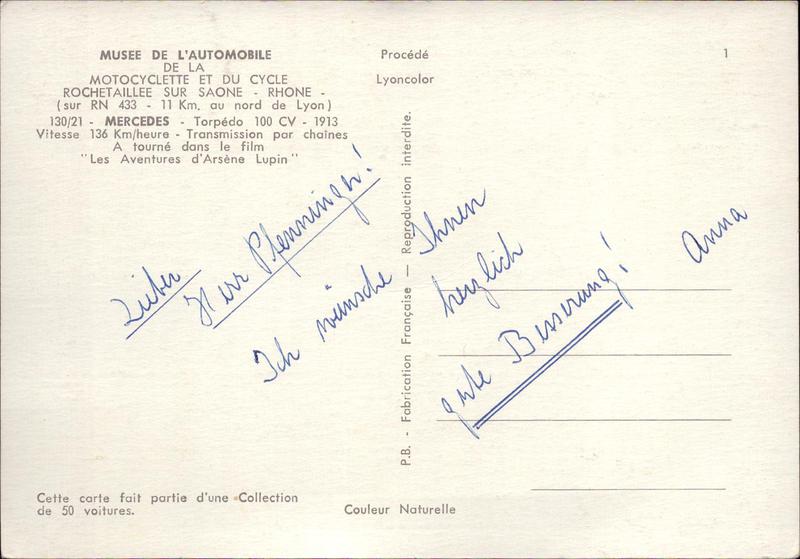 MUSEE DE L'AUTOMOBILE
DE LA
MOTOCYCLETTE ET DU CYCLE
ROCHETAILLEE SUR SAONE - RHONE -
(sur RN 433 - 11 Km. au nord de Lyon)
130/21 - MERCEDES - Torpédo 100 CV - 1913
Vitesse 136 Km/heure - Transmission par chaînes
A tourné dans le film
"Les Aventures d'Arsène Lupin"
Procédé
Lyoncolor
1
Lieber
Herr Pfenninger!
Ich wünsche Ihnen
herzlich
gute Besserung!
Anna
P.B. - Fabrication Française — Reproduction interdite.
Cette carte fait partie d'une Collection
de 50 voitures.
Couleur Naturelle